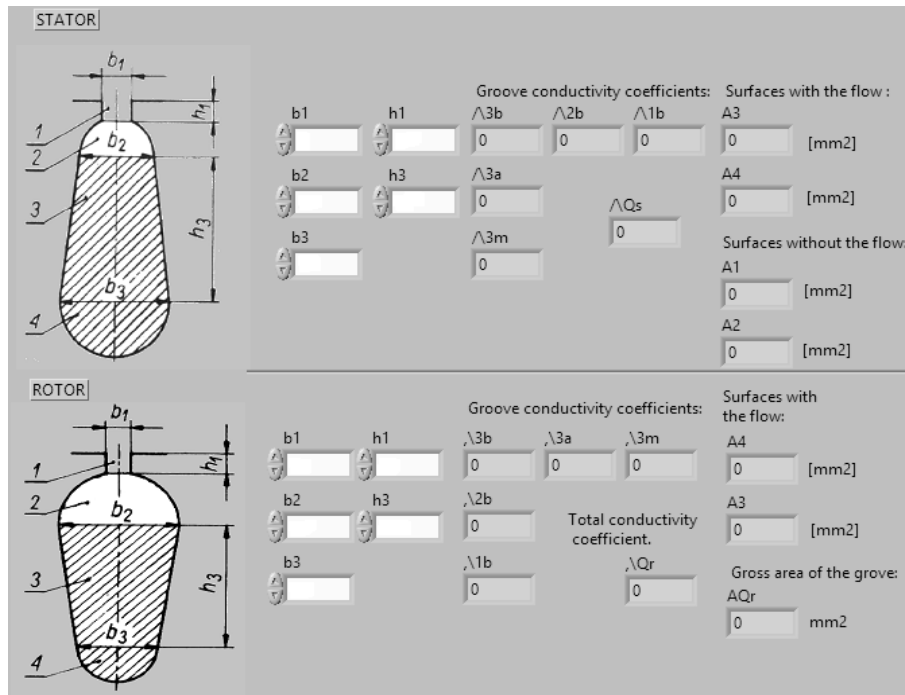 STATOR
b1
h1
1
2
b2
3
h3
b3
4
Groove conductivity coefficients:
Surfaces with the flow :
b1
h1
/\3b
/\2b
/\1b
A3
0
0
0
0
[mm2]
b2
h3
/\3a
A4
0
0
[mm2]
/\Qs
0
b3
/\3m
0
Surfaces without the flow:
A1
0
[mm2]
A2
0
[mm2]
ROTOR
b1
h1
1
2
b2
3
h3
b3
4
Groove conductivity coefficients:
Surfaces with
the flow:
b1
h1
,\3b
,\3a
,\3m
A4
0
0
0
0
[mm2]
b2
h3
,\2b
A3
0
0
[mm2]
Total conductivity
coefficient.
b3
,\1b
,\Qr
0
0
Gross area of the grove:
AQr
0
mm2